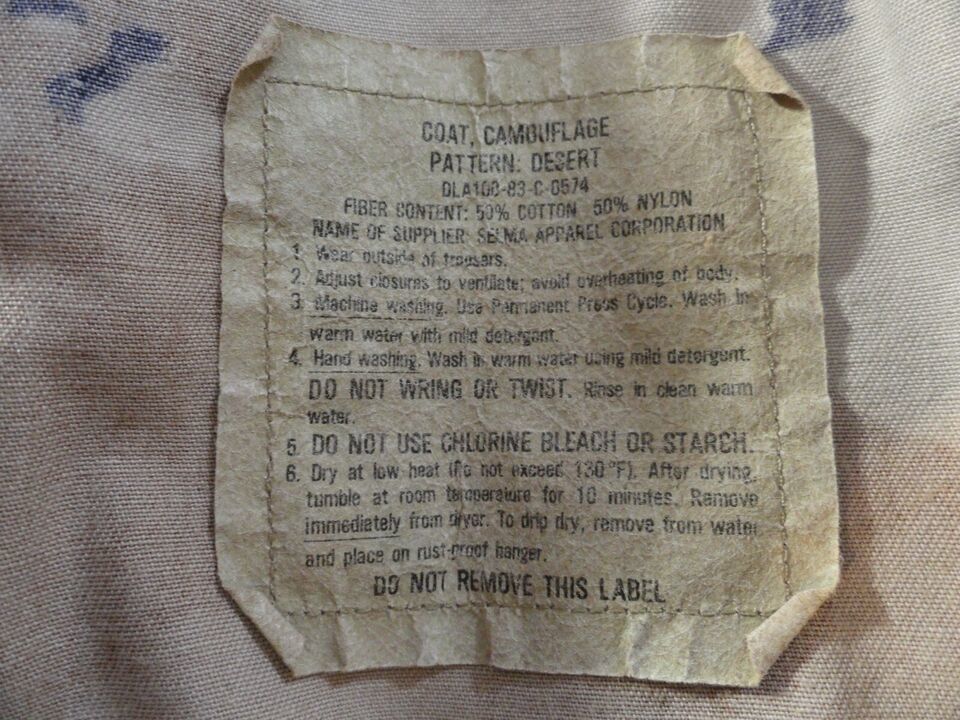 COAT, CAMOUFLAGE
PATTERN: DESERT
DLA100-83-C-0574
FIBER CONTENT: 50% COTTON 50% NYLON
NAME OF SUPPLIER: SELMA APPAREL CORPORATION
1. Wear outside of trousers.
2. Adjust closures to ventilate; avoid overheating of body.
3. Machine washing. Use Permanent Press Cycle. Wash in
warm water with mild detergent.
4. Hand washing. Wash in warm water using mild detergent.
DO NOT WRING OR TWIST. Rinse in clean warm
water.
5. DO NOT USE CHLORINE BLEACH OR STARCH.
6. Dry at low heat (Do not exceed 130°F). After drying,
tumble at room temperature for 10 minutes. Remove
immediately from dryer. To drip dry, remove from water
and place on rust-proof hanger.
DO NOT REMOVE THIS LABEL